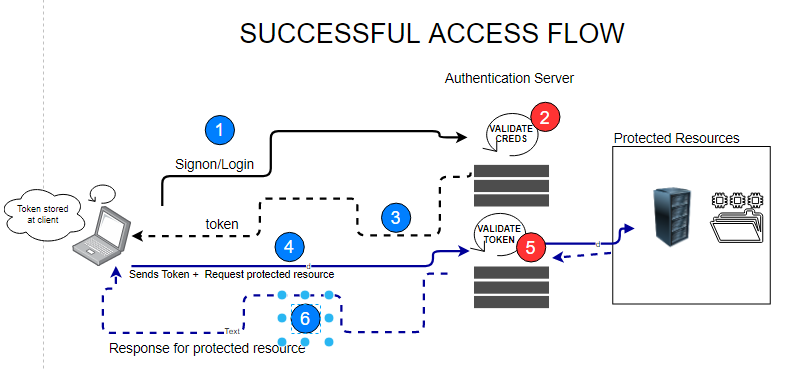 SUCCESSFUL ACCESS FLOW
Authentication Server
1
2
VALIDATE
CREDS
Protected Resources
Signon/Login
Token stored
at client
token
3
VALIDATE
TOKEN
4
5
d
d
Sends Token + Request protected resource
6
Text
Response for protected resource